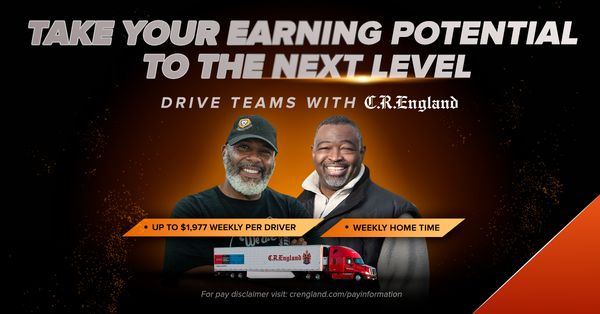 TAKE YOUR EARNING POTENTIAL
TO THE NEXT LEVEL
DRIVE TEAMS WITH C.R.England
• UP TO $1,977 WEEKLY PER DRIVER
• WEEKLY HOME TIME
C.R.England
For pay disclaimer visit: crengland.com/payinformation